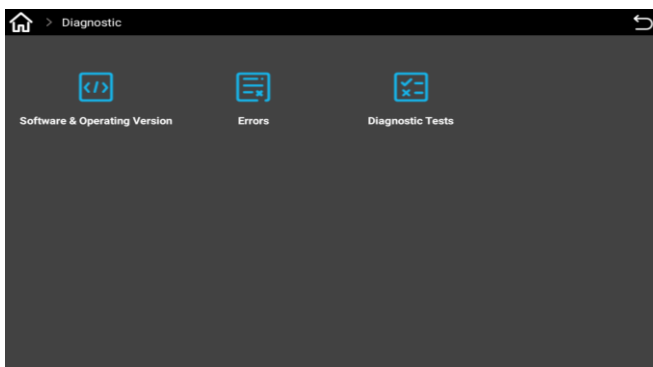 > Diagnostic
Software & Operating Version
Errors
Diagnostic Tests